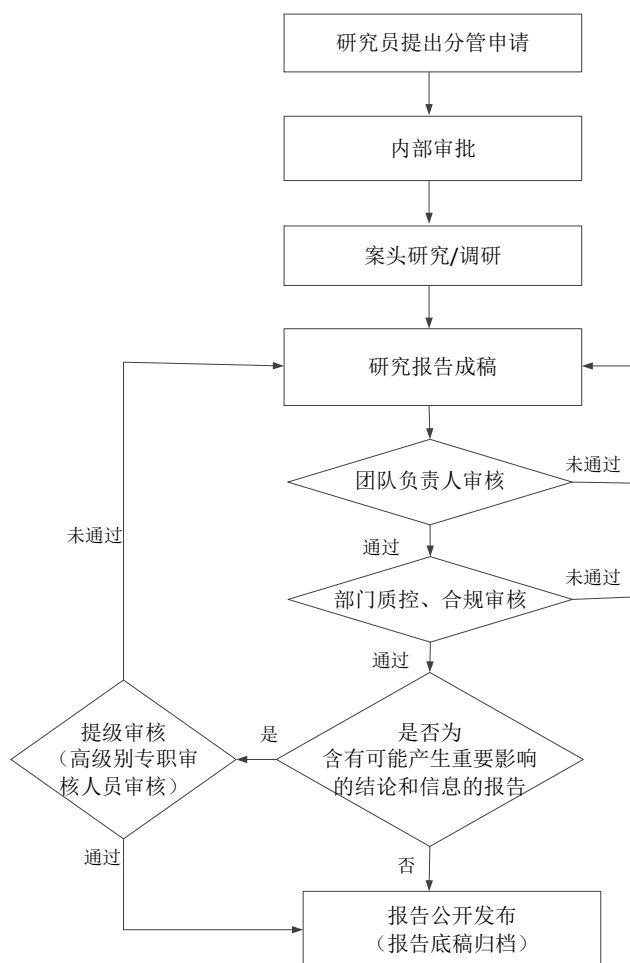 研究员提出分管申请
内部审批
案头研究/调研
研究报告成稿
团队负责人审核
未通过
未通过
通过
部门质控、合规审核
未通过
通过
提级审核
（高级别专职审
核人员审核）
是
是否为
含有可能产生重要影响
的结论和信息的报告
通过
否
报告公开发布
（报告底稿归档）